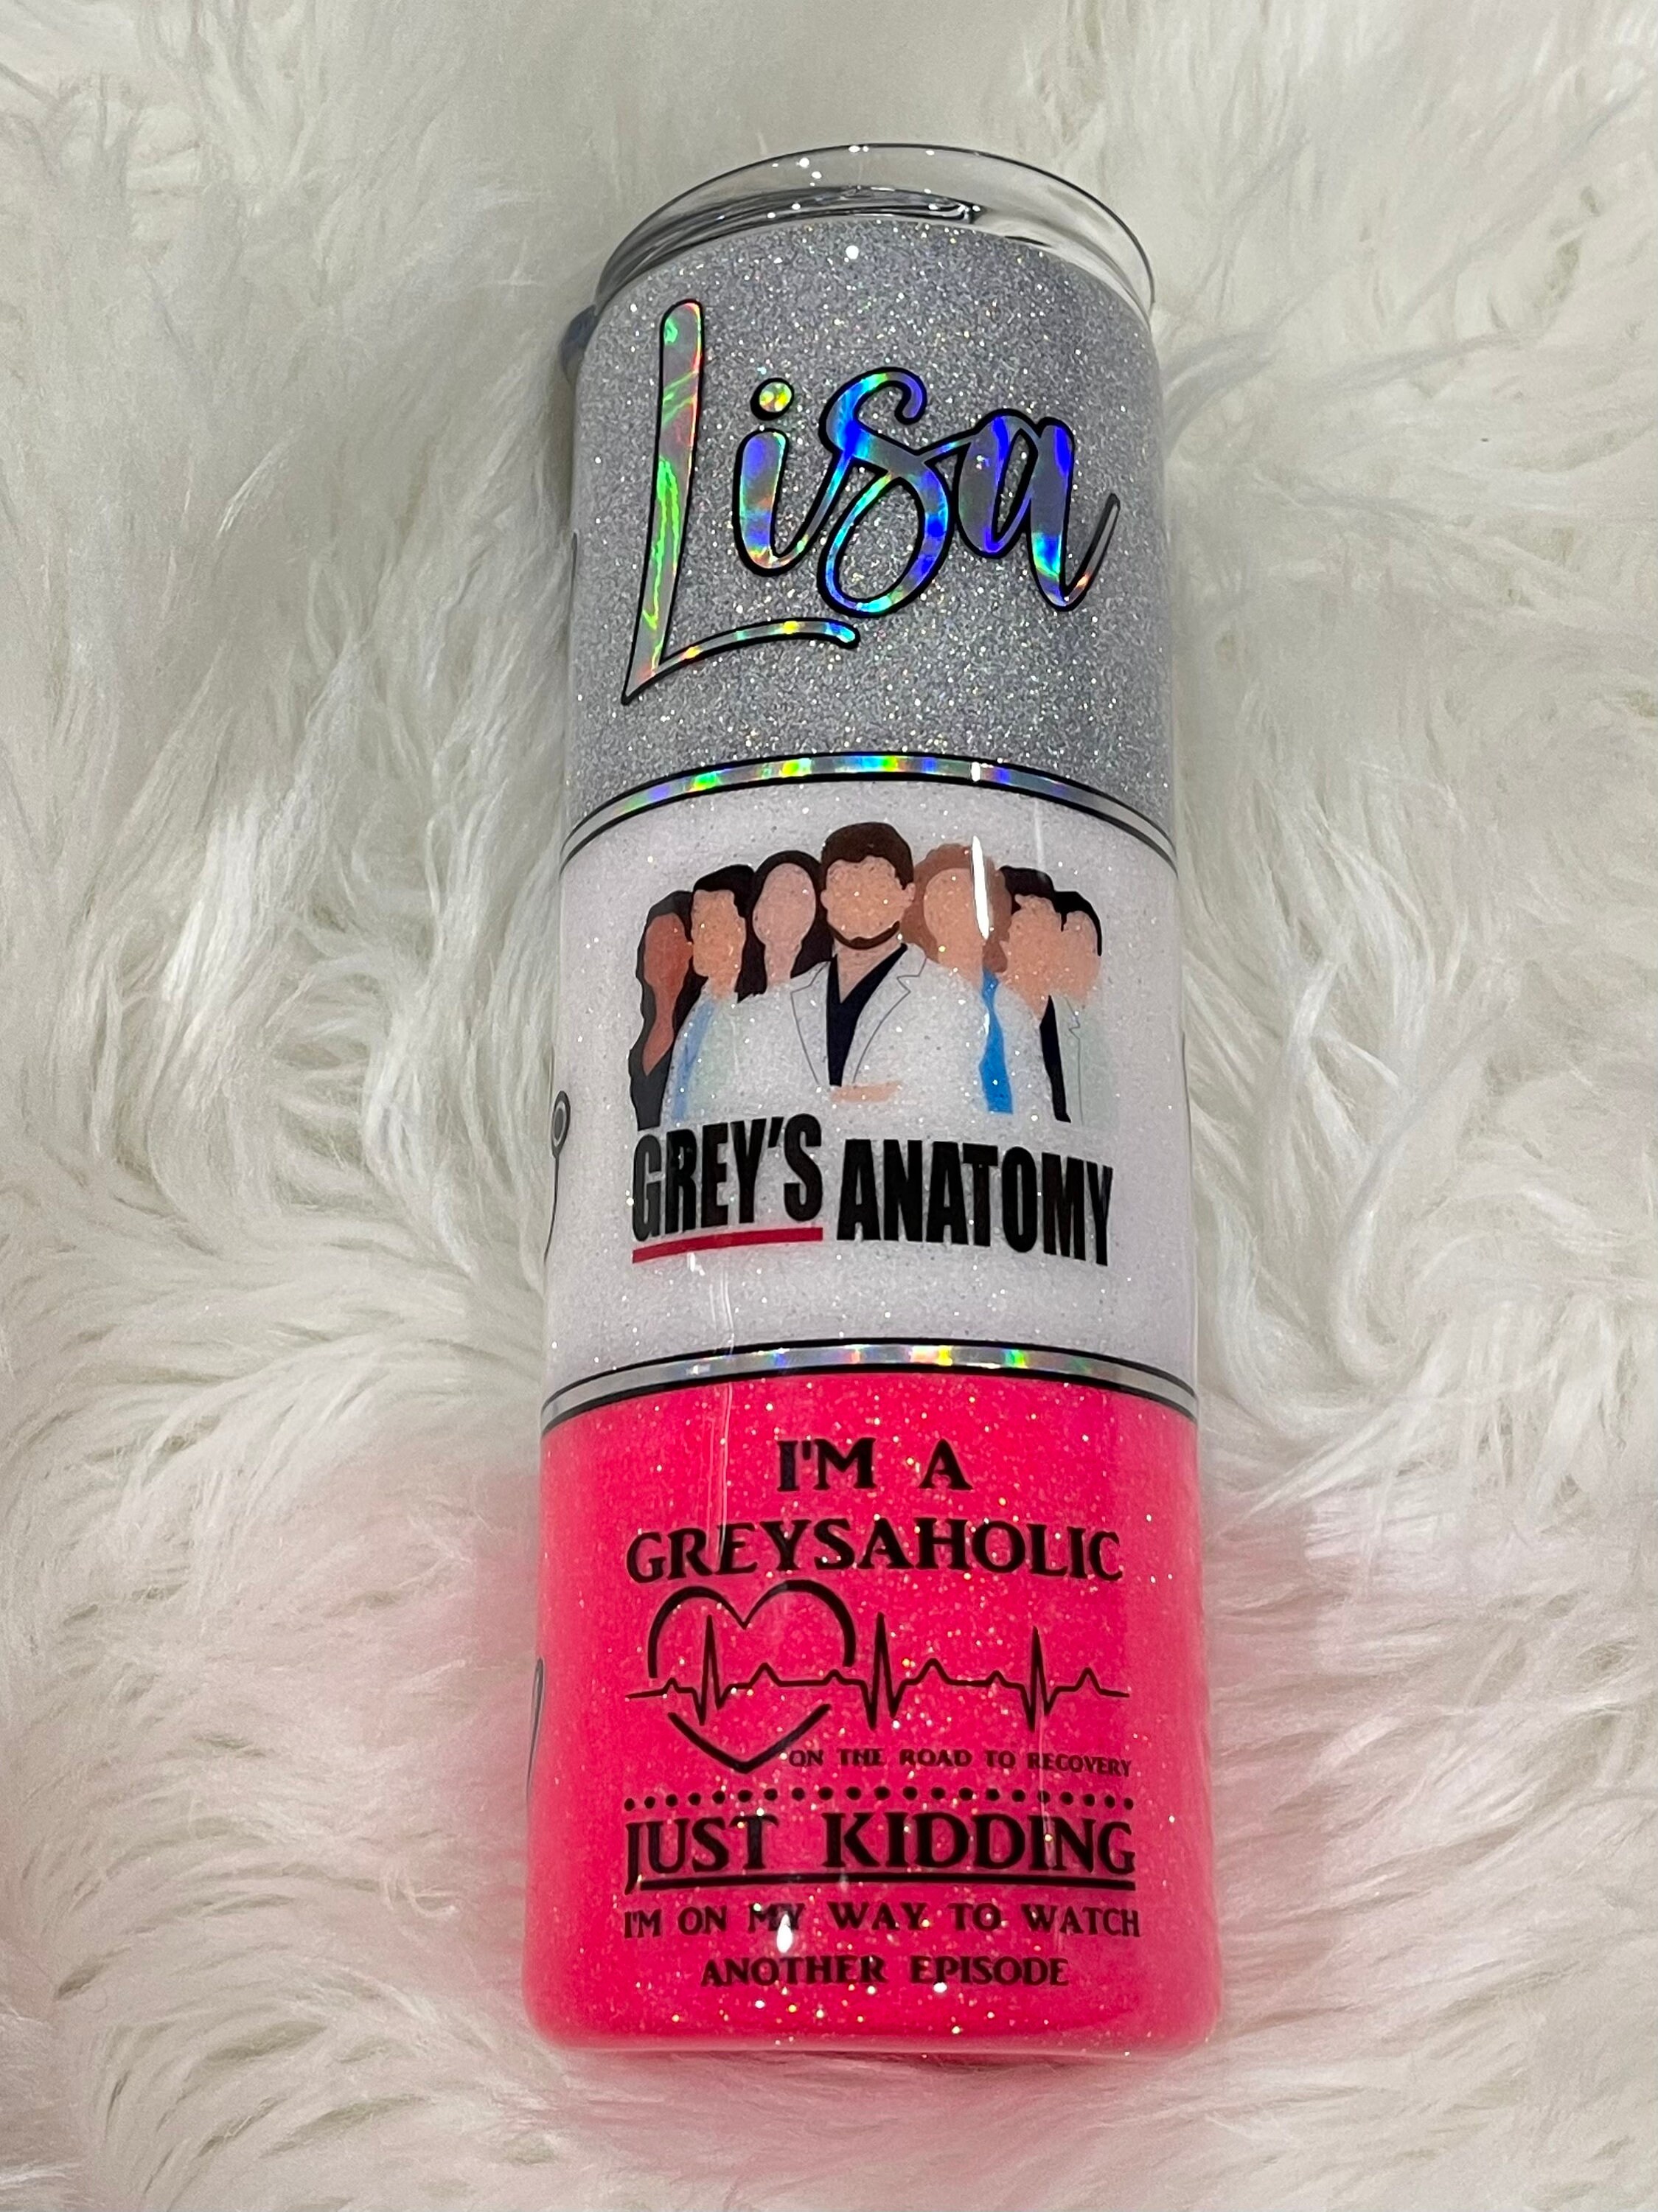 Lisa
GREY'S ANATOMY
I'M A
GREYSAHOLIC
ON THE ROAD TO RECOVERY
JUST KIDDING
I'M ON MY WAY TO WATCH
ANOTHER EPISODE